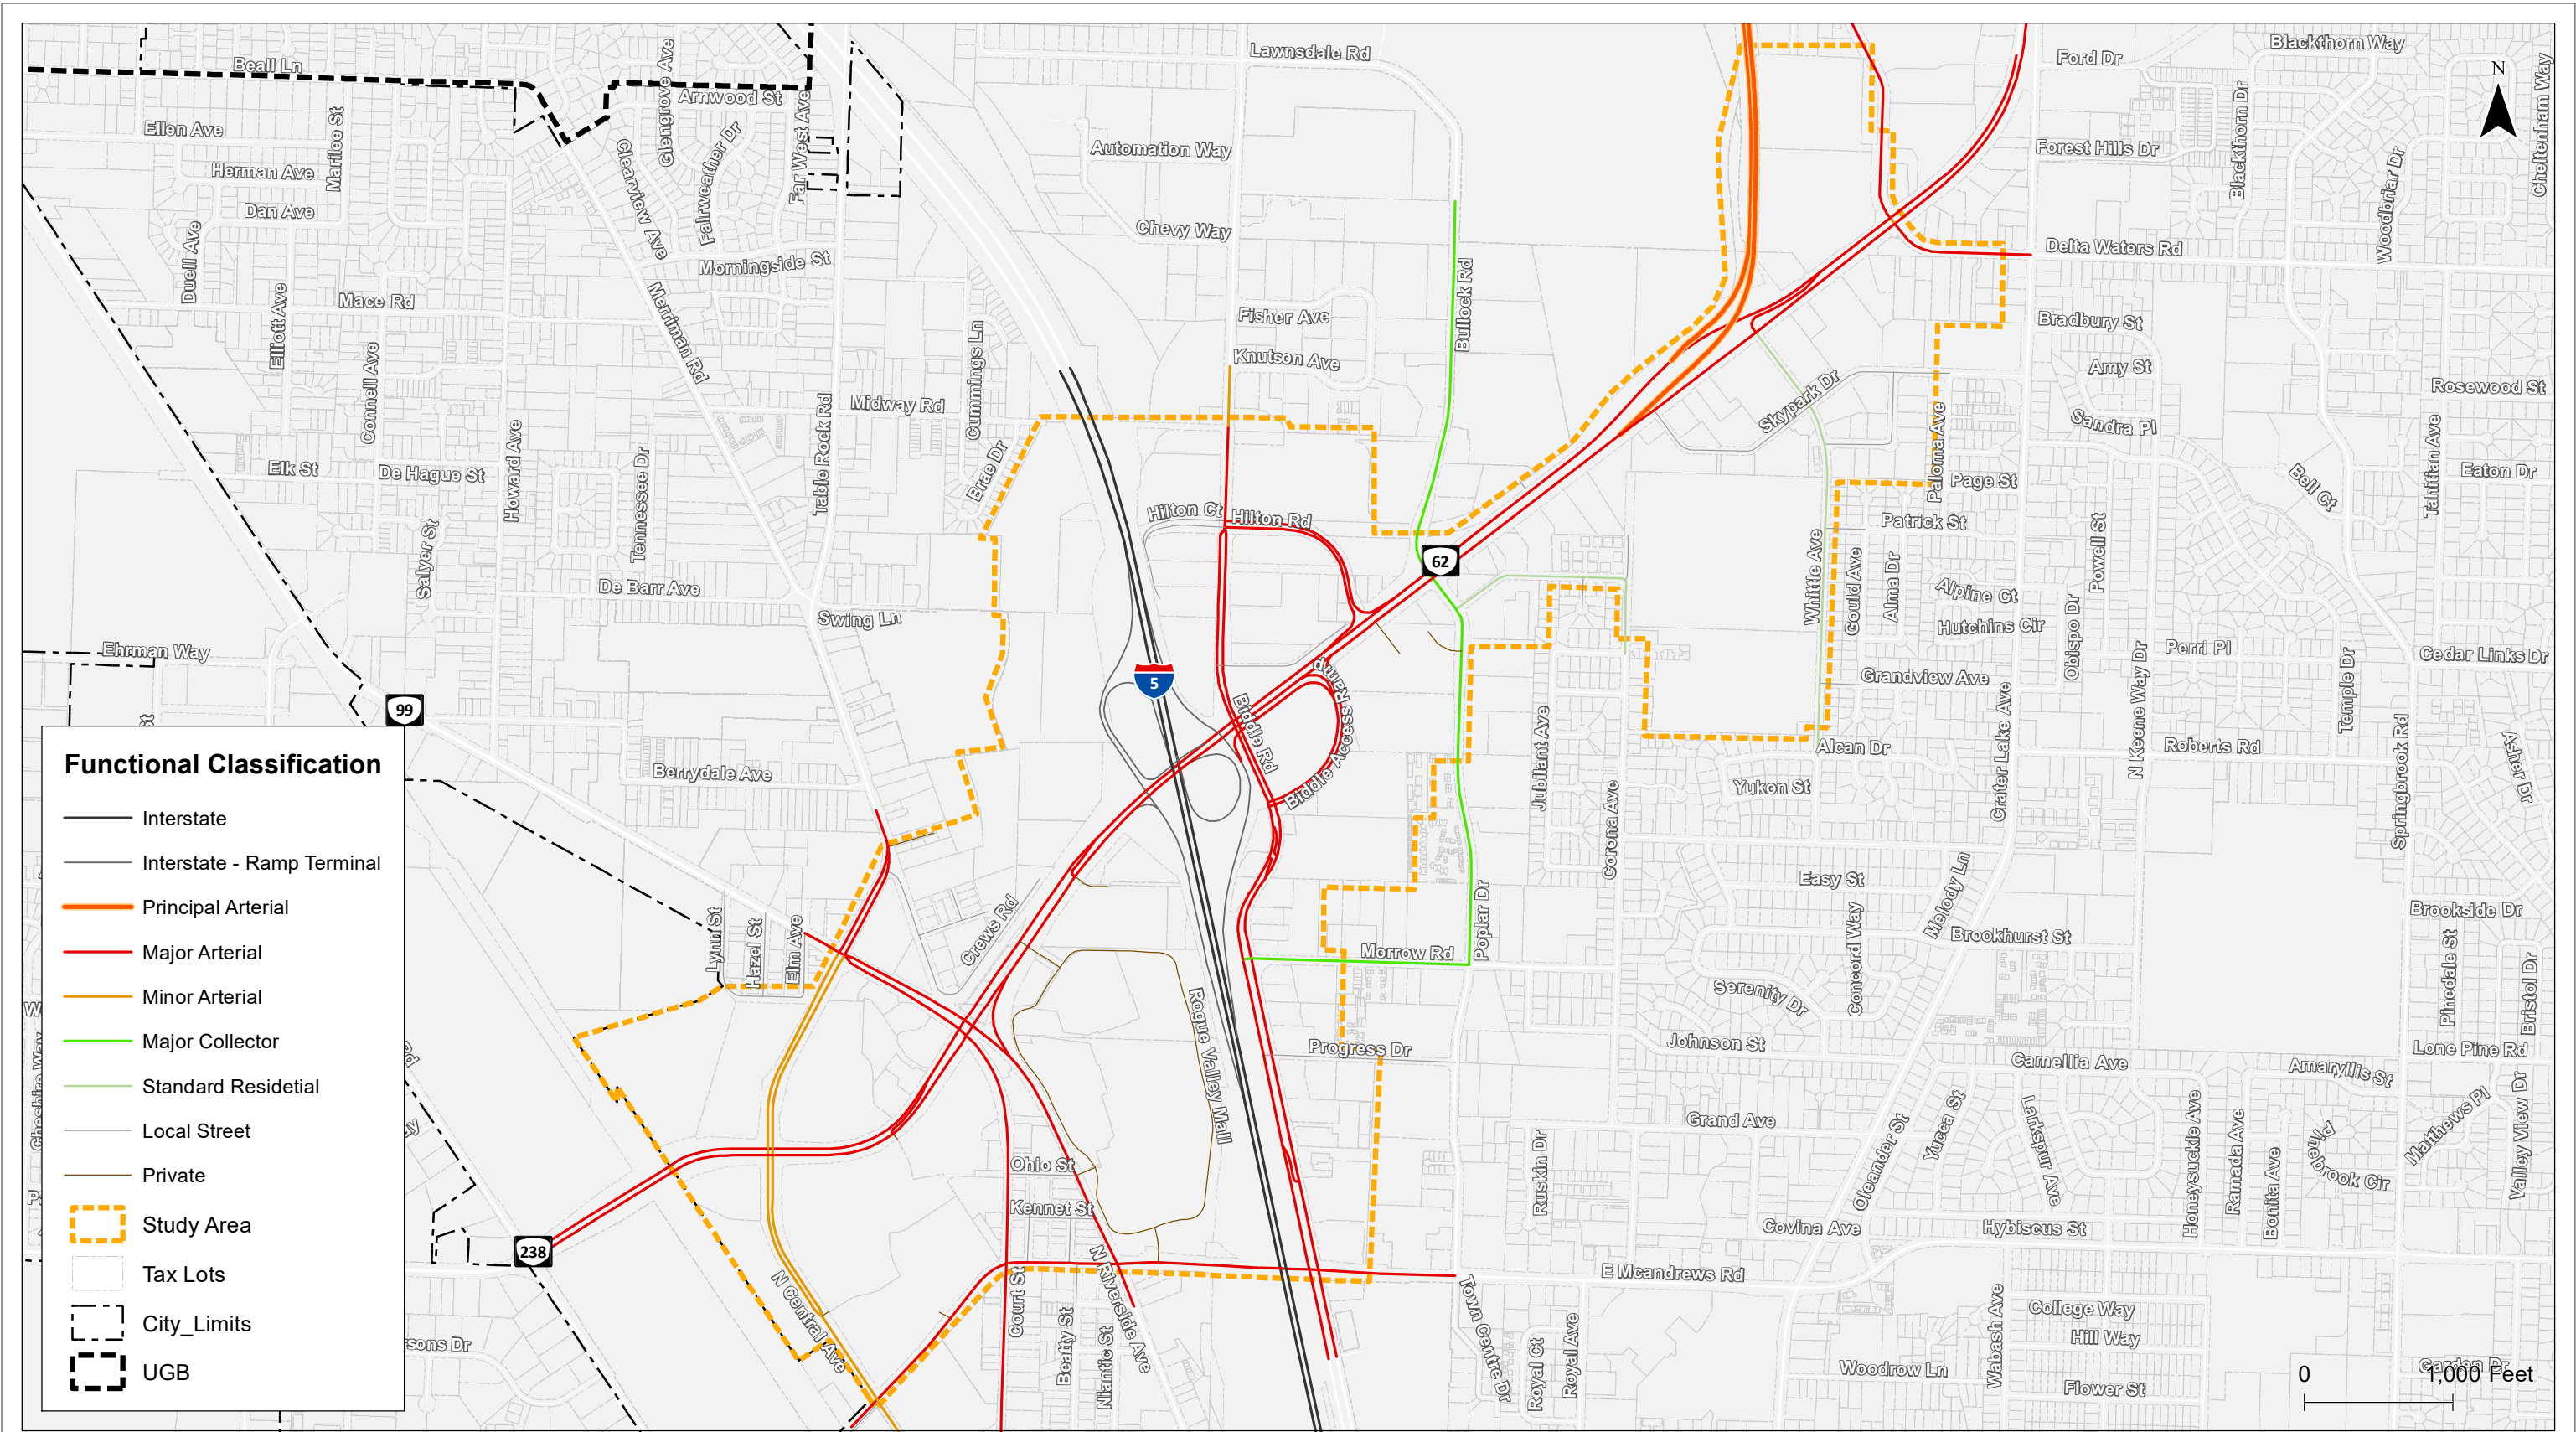 Lawnsdale Rd
Ford Dr
Blackthorn Way
N
Beall Ln
Glengrove Ave
Arnwood St
Far West Ave
Ellen Ave
Marilee St
Clearview Ave
Fairweather Dr
Automation Way
Forest Hills Dr
Blackthorn Dr
Woodbriar Dr
Cheltenham Way
Herman Ave
Dan Ave
Chevy Way
Duell Ave
Morningside St
Delta Waters Rd
Elliott Ave
Mace Rd
Merriman Rd
Cummings Ln
Fisher Ave
Bullock Rd
Bradbury St
Connell Ave
Knutson Ave
Amy St
Skypark Dr
Rosewood St
Howard Ave
Table Rock Rd
Midway Rd
Paloma Ave
Sandra Pl
Tahitian Ave
Elk St
De Hague St
Tennessee Dr
Brae Dr
Page St
Bell Ct
Eaton Dr
Salyer St
Hilton Ct
Hilton Rd
Patrick St
Powell St
62
Whittle Ave
Gould Ave
Alma Dr
Alpine Ct
De Barr Ave
Swing Ln
Hutchins Cir
Obispo Dr
Ehrman Way
Perri Pl
Cedar Links Dr
5
99
St
Grandview Ave
N Keene Way Dr
Temple Dr
Biddle Rd
Biddle Access Ramp
Jubilant Ave
Crater Lake Ave
Springbrook Rd
Alcan Dr
Roberts Rd
Asher Dr
Berrydale Ave
Yukon St
Corona Ave
Easy St
Melody Ln
Poplar Dr
Concord Way
Brookside Dr
Lynn St
Hazel St
Elm Ave
Crews Rd
Morrow Rd
Brookhurst St
Pinedale St
Bristol Dr
Serenity Dr
Rogue Valley Mall
Progress Dr
Johnson St
Camellia Ave
Amaryllis St
Lone Pine Rd
Cheshire Way
Grand Ave
Oleander St
Yucca St
Larkspur Ave
Honeysuckle Ave
Ramada Ave
Bonita Ave
Pinebrook Cir
Matthews Pl
Valley View Dr
Ohio St
Ruskin Dr
Kennet St
Covina Ave
Hybiscus St
238
N Central Ave
Court St
N Riverside Ave
E Mcandrews Rd
Town Centre Dr
Beatty St
Niantic St
Royal Ct
Royal Ave
Wabash Ave
College Way
Hill Way
Woodrow Ln
Flower St
Garden Dr
0 1,000 Feet
Functional Classification
Interstate
Interstate - Ramp Terminal
Principal Arterial
Major Arterial
Minor Arterial
Major Collector
Standard Residetial
Local Street
Private
Study Area
Tax Lots
City_Limits
UGB